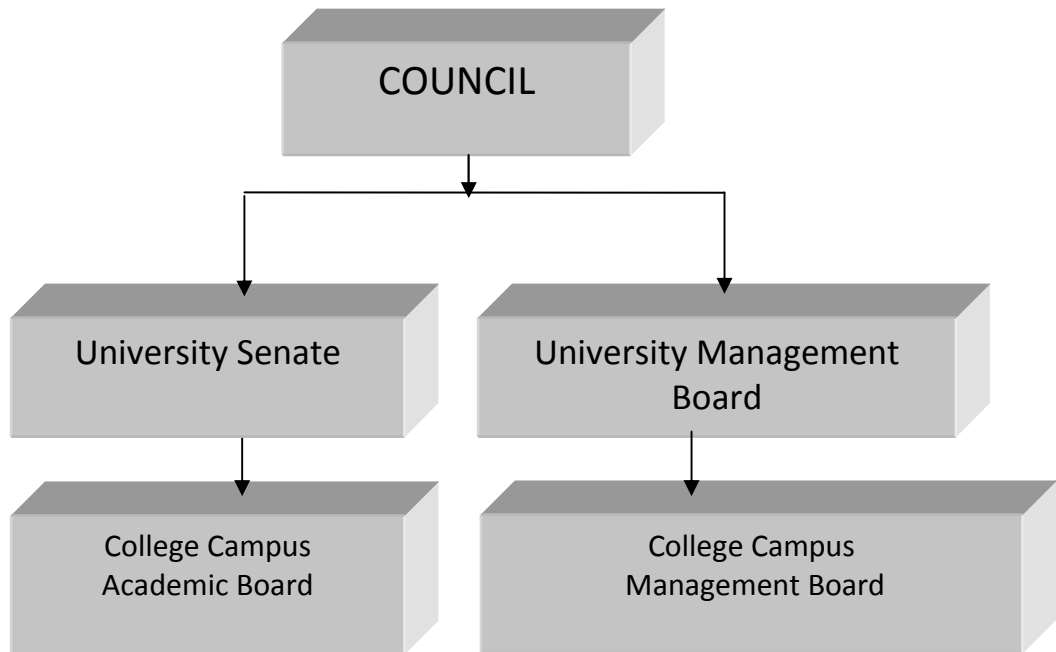 COUNCIL
University Senate
University Management
Board
College Campus
Academic Board
College Campus
Management Board